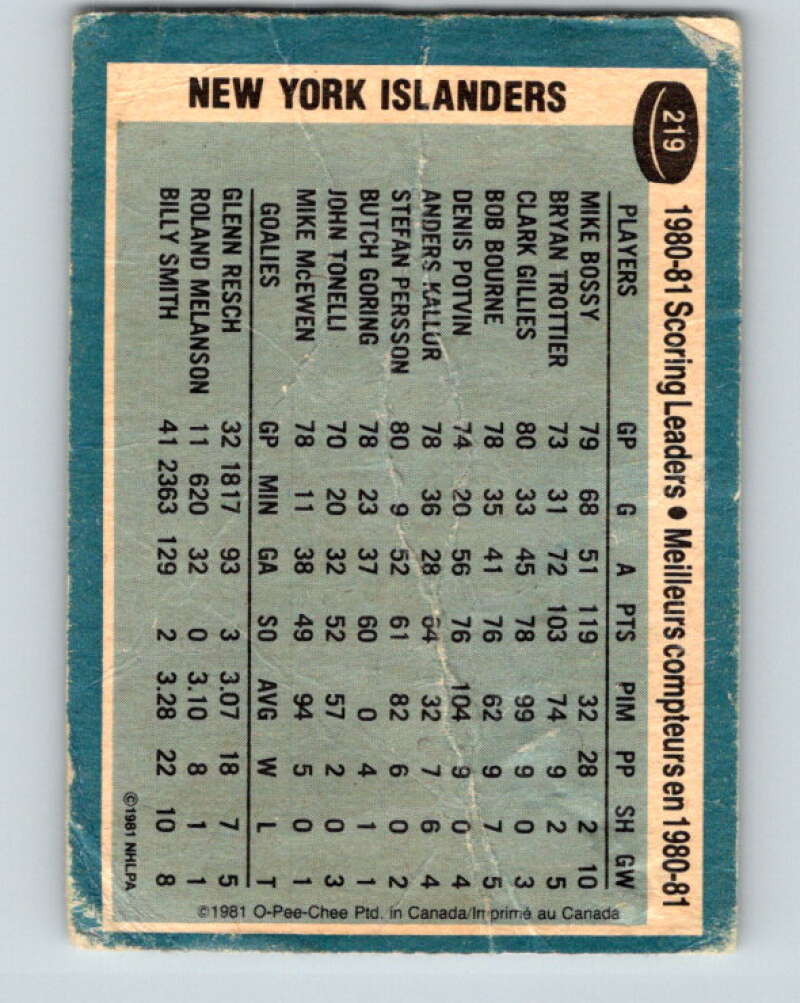 NEW YORK ISLANDERS
219
1980-81 Scoring Leaders • Meilleurs compteurs en 1980-81
PLAYERS GP G A PTS PIM PP SH GW
MIKE BOSSY 79 68 51 119 32 28 2 10
BRYAN TROTTIER 73 31 72 103 74 9 2 5
CLARK GILLIES 80 33 45 78 99 9 0 3
BOB BOURNE 78 35 41 76 62 9 7 5
DENIS POTVIN 74 20 56 76 104 9 0 4
ANDERS KALLUR 78 36 28 64 32 7 6 4
STEFAN PERSSON 80 9 52 61 82 6 0 2
BUTCH GORING 78 23 37 60 0 4 1 1
JOHN TONELLI 70 20 32 52 57 2 0 3
MIKE McEWEN 78 11 38 49 94 5 0 1
GOALIES GP MIN GA SO AVG W L T
GLENN RESCH 32 1817 93 3 3.07 18 7 5
ROLAND MELANSON 11 620 32 0 3.10 8 1 1
BILLY SMITH 41 2363 129 2 3.28 22 10 8
©1981 NHLPA
©1981 O-Pee-Chee Ptd. in Canada/Imprimé au Canada